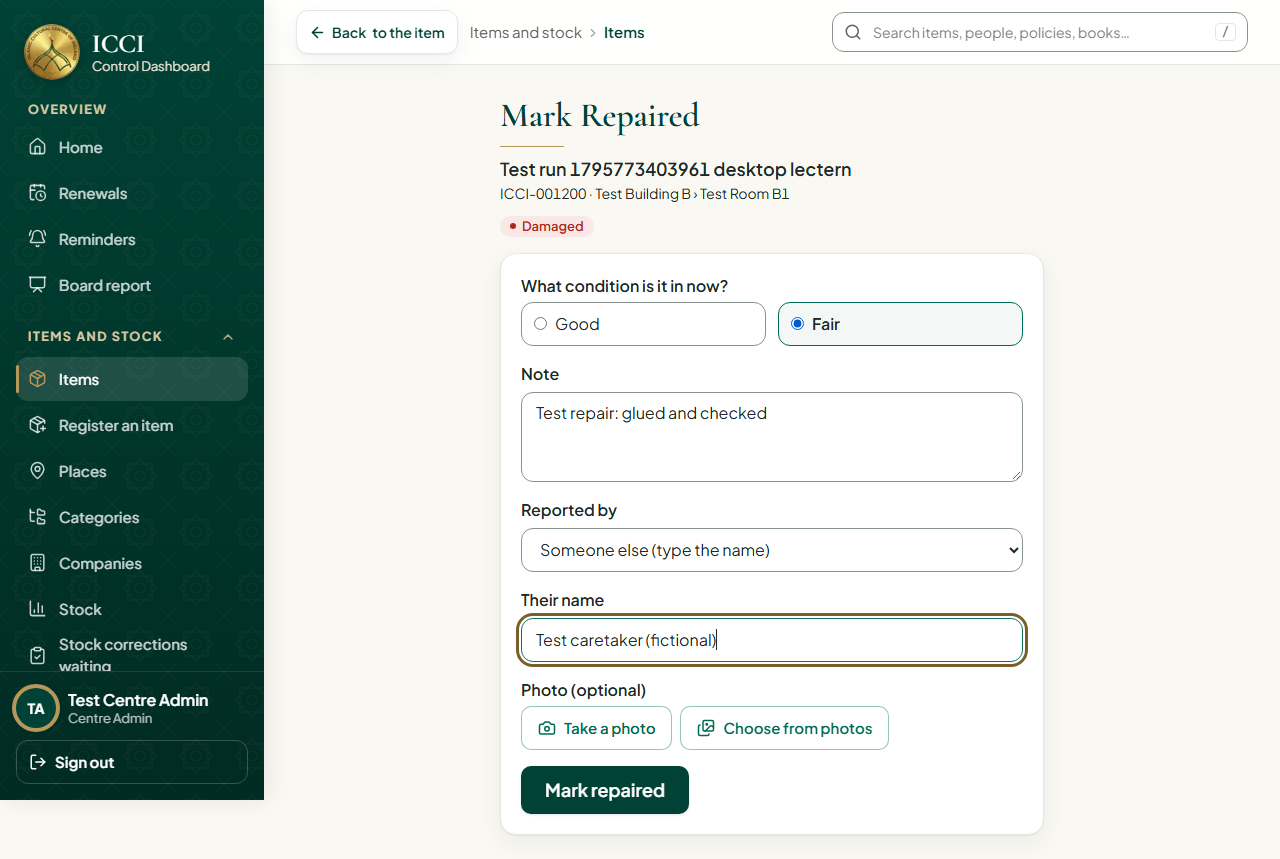 ICCI
Control Dashboard
OVERVIEW
Home
Renewals
Reminders
Board report
ITEMS AND STOCK
Items
Register an item
Places
Categories
Companies
Stock
Stock corrections
waiting
TA
Test Centre Admin
Centre Admin
Sign out
Back to the item
Items and stock › Items
Search items, people, policies, books…
/
Mark Repaired
Test run 1795773403961 desktop lectern
ICCI-001200 · Test Building B › Test Room B1
Damaged
What condition is it in now?
Good
Fair
Note
Test repair: glued and checked
Reported by
Someone else (type the name)
Their name
Test caretaker (fictional)
Photo (optional)
Take a photo
Choose from photos
Mark repaired